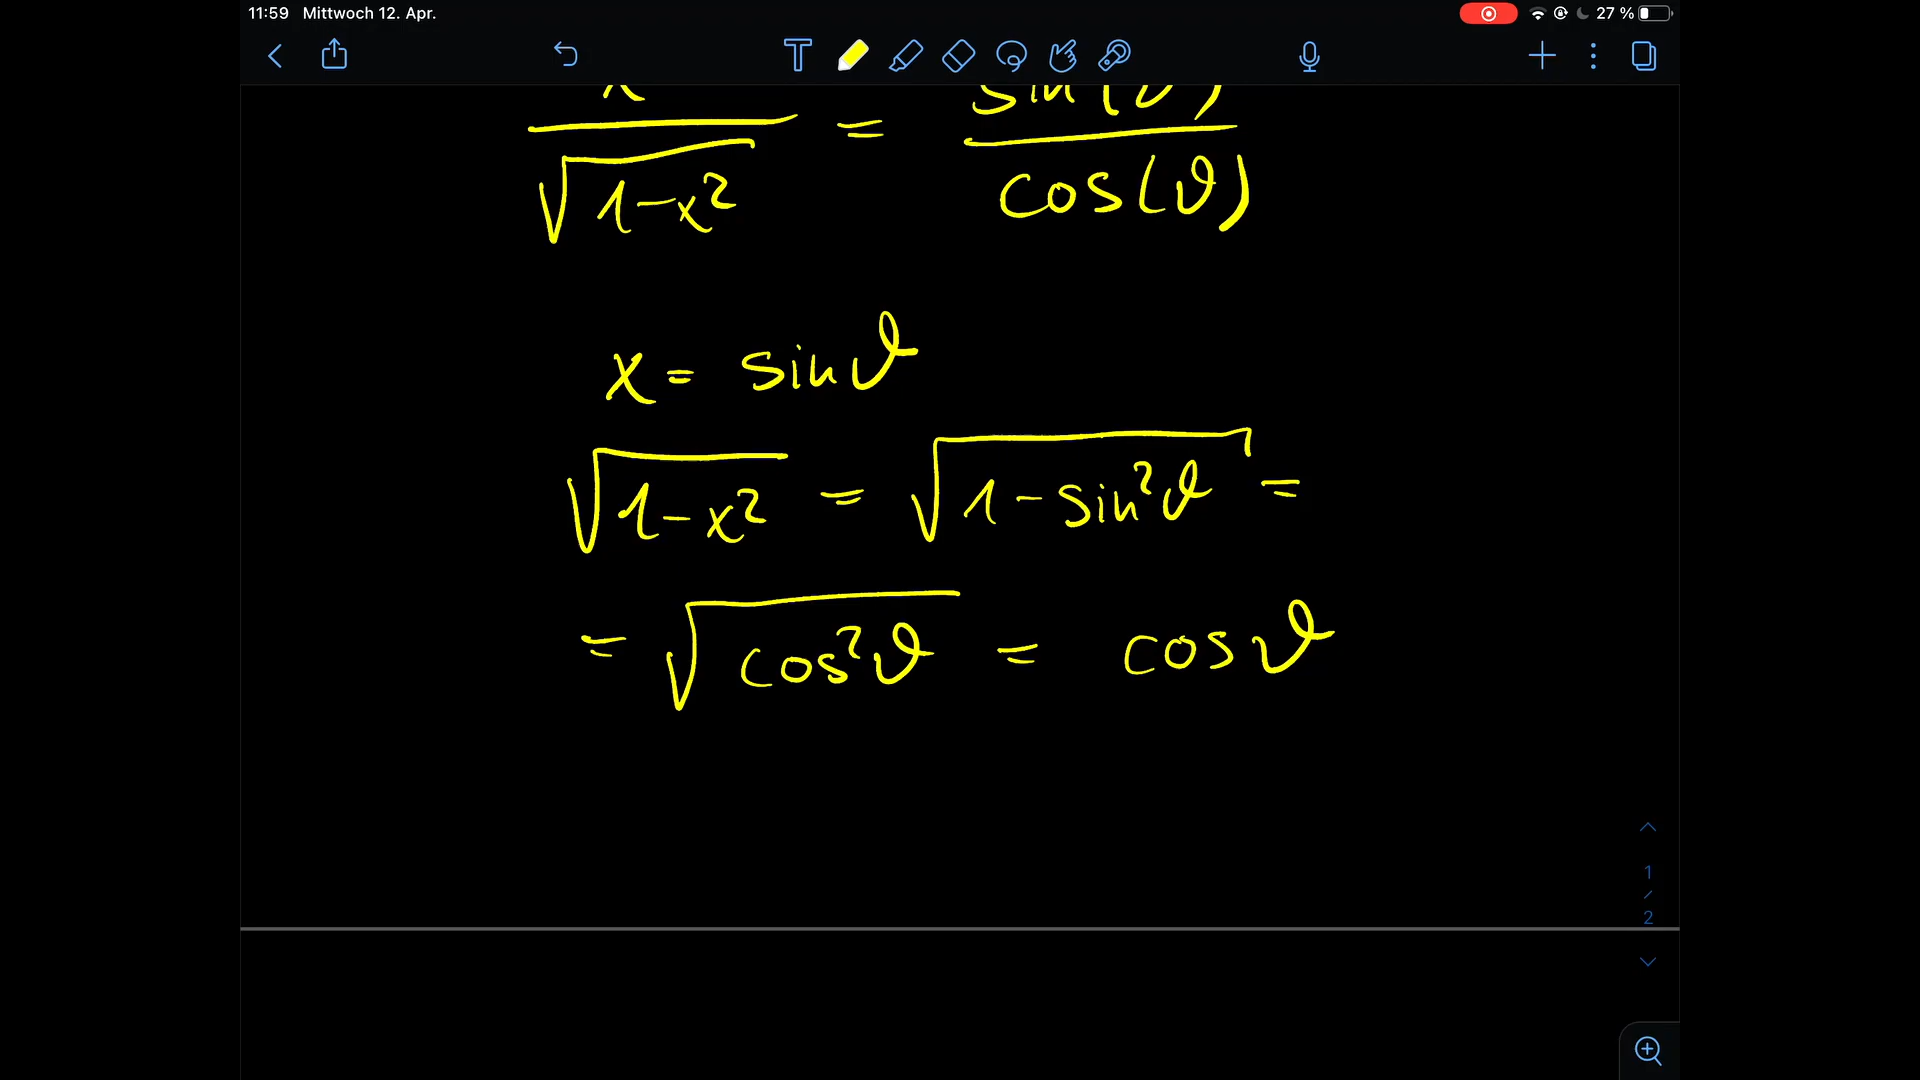 11:59 Mittwoch 12. Apr. 27 %
x / √(1-x²) = sin(ϑ) / cos(ϑ)
x = sin ϑ
√(1-x²) = √(1-sin²ϑ) =
= √(cos²ϑ) = cos ϑ
1
/
2